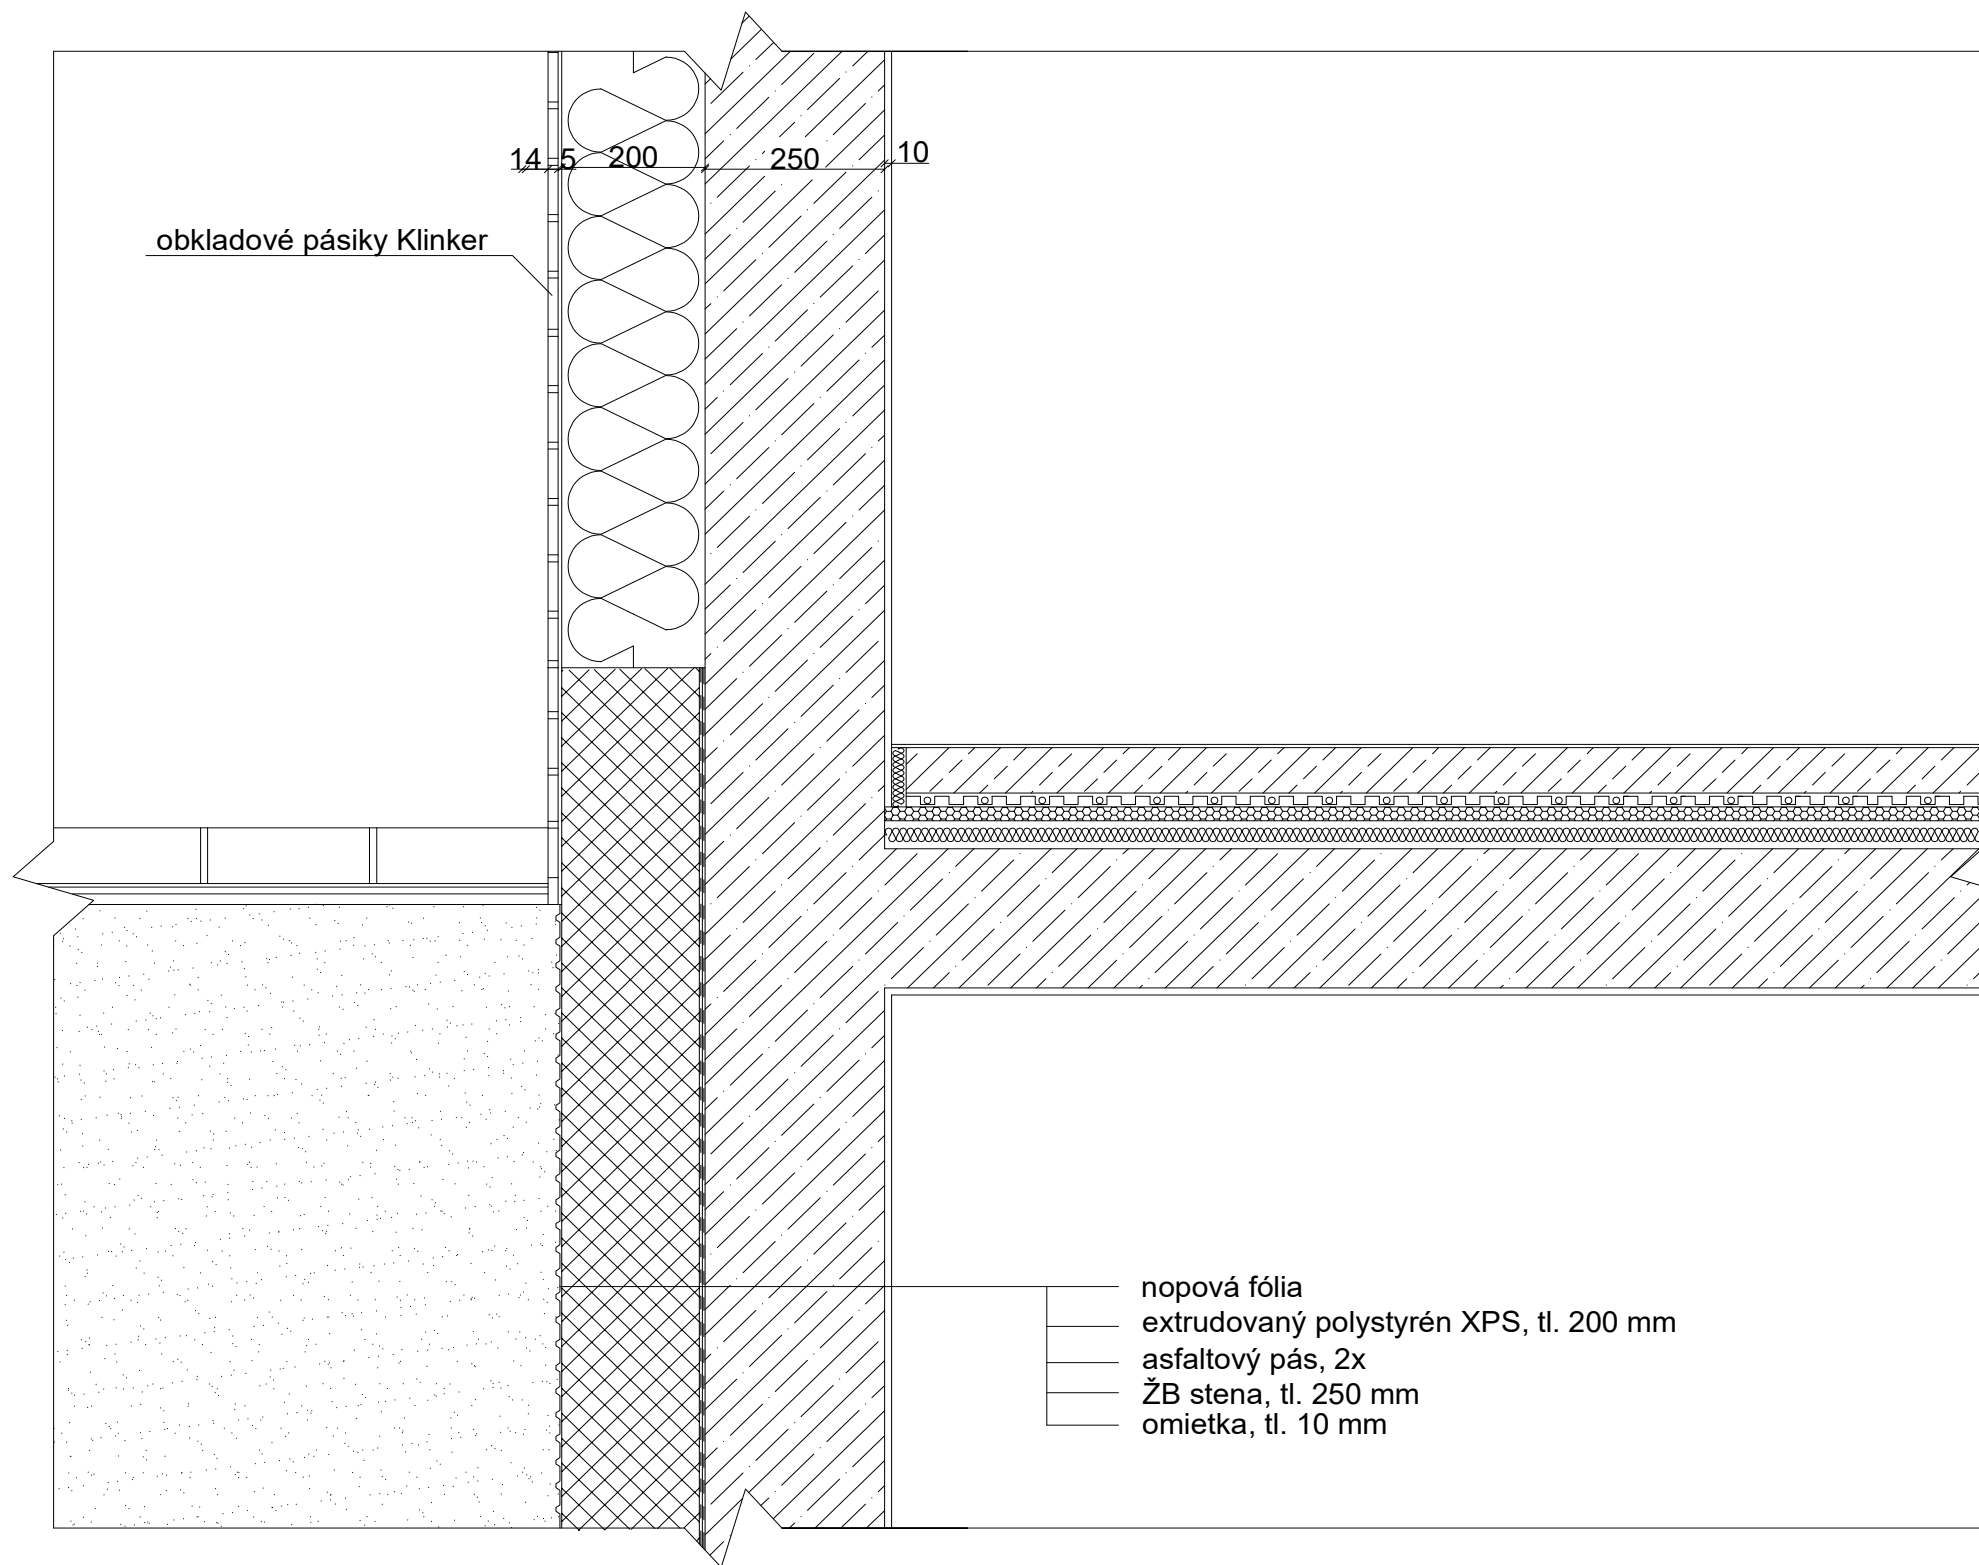 14 5 200 250 10
obkladové pásiky Klinker
nopová fólia
extrudovaný polystyrén XPS, tl. 200 mm
asfaltový pás, 2x
ŽB stena, tl. 250 mm
omietka, tl. 10 mm